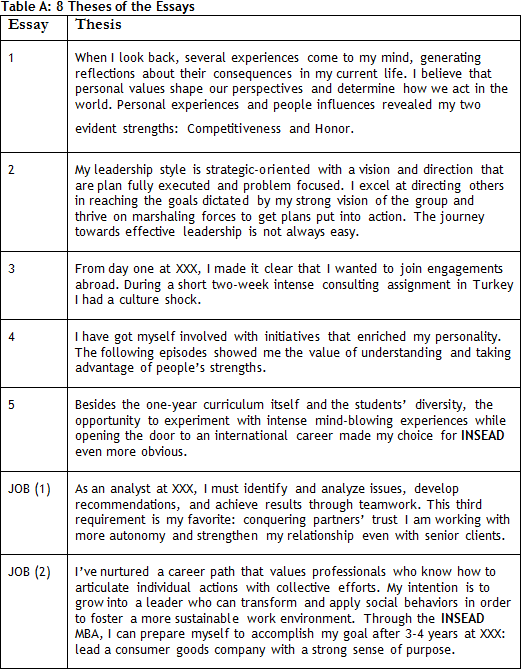 Table A: 8 Theses of the Essays
Essay Thesis
1 When I look back, several experiences come to my mind, generating
reflections about their consequences in my current life. I believe that
personal values shape our perspectives and determine how we act in the
world. Personal experiences and people influences revealed my two
evident strengths: Competitiveness and Honor.
2 My leadership style is strategic-oriented with a vision and direction that
are plan fully executed and problem focused. I excel at directing others
in reaching the goals dictated by my strong vision of the group and
thrive on marshaling forces to get plans put into action. The journey
towards effective leadership is not always easy.
3 From day one at XXX, I made it clear that I wanted to join engagements
abroad. During a short two-week intense consulting assignment in Turkey
I had a culture shock.
4 I have got myself involved with initiatives that enriched my personality.
The following episodes showed me the value of understanding and taking
advantage of people's strengths.
5 Besides the one-year curriculum itself and the students' diversity, the
opportunity to experiment with intense mind-blowing experiences while
opening the door to an international career made my choice for INSEAD
even more obvious.
JOB (1) As an analyst at XXX, I must identify and analyze issues, develop
recommendations, and achieve results through teamwork. This third
requirement is my favorite: conquering partners' trust I am working with
more autonomy and strengthen my relationship even with senior clients.
JOB (2) I've nurtured a career path that values professionals who know how to
articulate individual actions with collective efforts. My intention is to
grow into a leader who can transform and apply social behaviors in order
to foster a more sustainable work environment. Through the INSEAD
MBA, I can prepare myself to accomplish my goal after 3-4 years at XXX:
lead a consumer goods company with a strong sense of purpose.